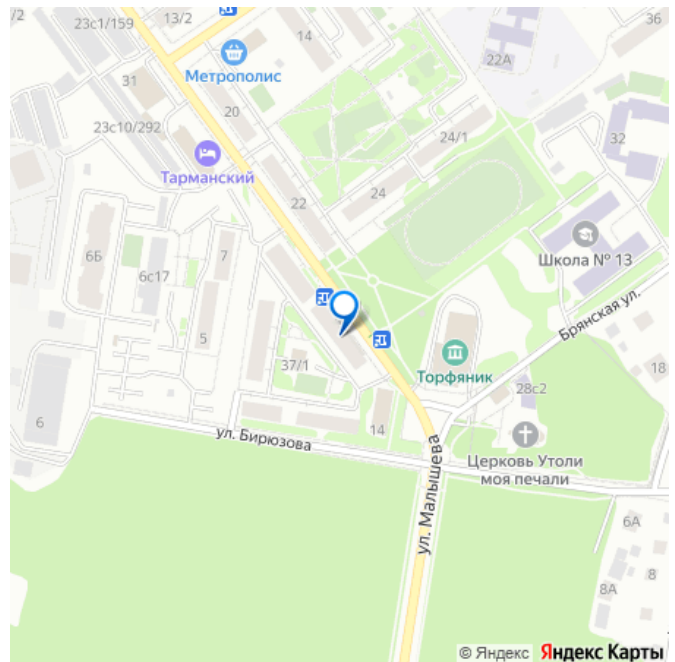 /2
23с1/159
13/2
14
36
22А
Метрополис
31
20
23с10/292
24/1
32
Тарманский
24
22
Школа № 13
6Б
7
6с17
5
Брянская ул.
37/1
Торфяник
18
28с2
6
14
ул. Бирюзова
Церковь Утоли
моя печали
ул. Малышева
6А
8
8А
© Яндекс Яндекс Карты